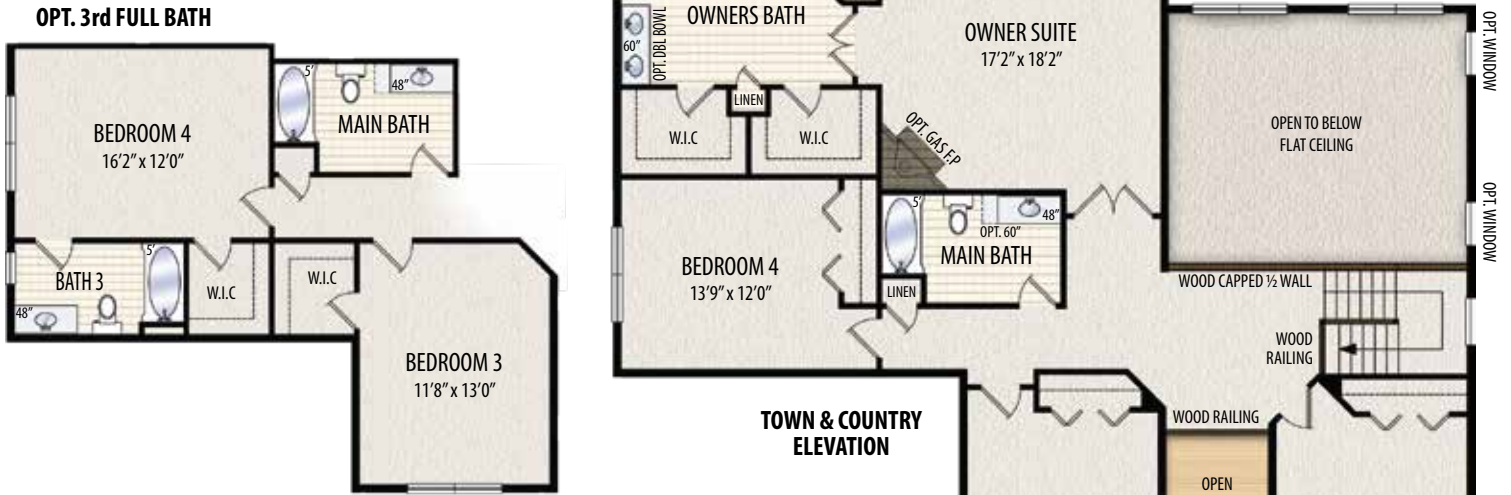 OPT. 3rd FULL BATH
BEDROOM 4
16'2" x 12'0"
5'
48"
MAIN BATH
BATH 3
5'
48"
W.I.C
W.I.C
BEDROOM 3
11'8" x 13'0"
OWNERS BATH
60"
OPT. DBL BOWL
OWNER SUITE
17'2" x 18'2"
LINEN
W.I.C
W.I.C
OPT. GAS F.P
OPEN TO BELOW
FLAT CEILING
OPT. WINDOW
OPT. WINDOW
BEDROOM 4
13'9" x 12'0"
5'
48"
OPT. 60"
MAIN BATH
LINEN
WOOD CAPPED ½ WALL
WOOD
RAILING
WOOD RAILING
OPEN
TOWN & COUNTRY
ELEVATION